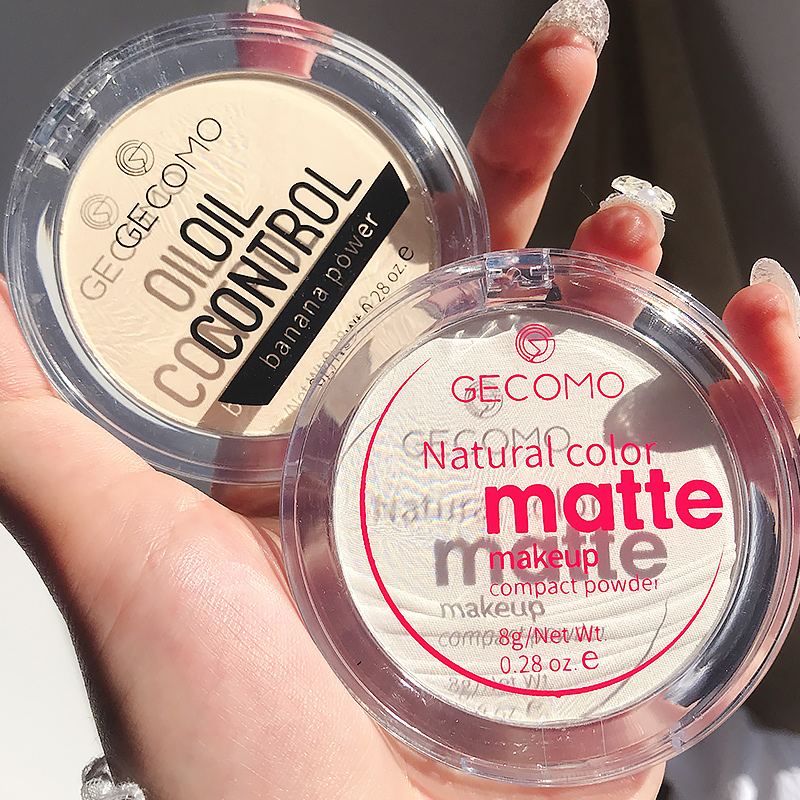 GECOMO
OIL
CONTROL
banana power
0.28 oz. e
GECOMO
Natural color
matte
makeup
compact powder
8g/Net Wt.
0.28 oz. e